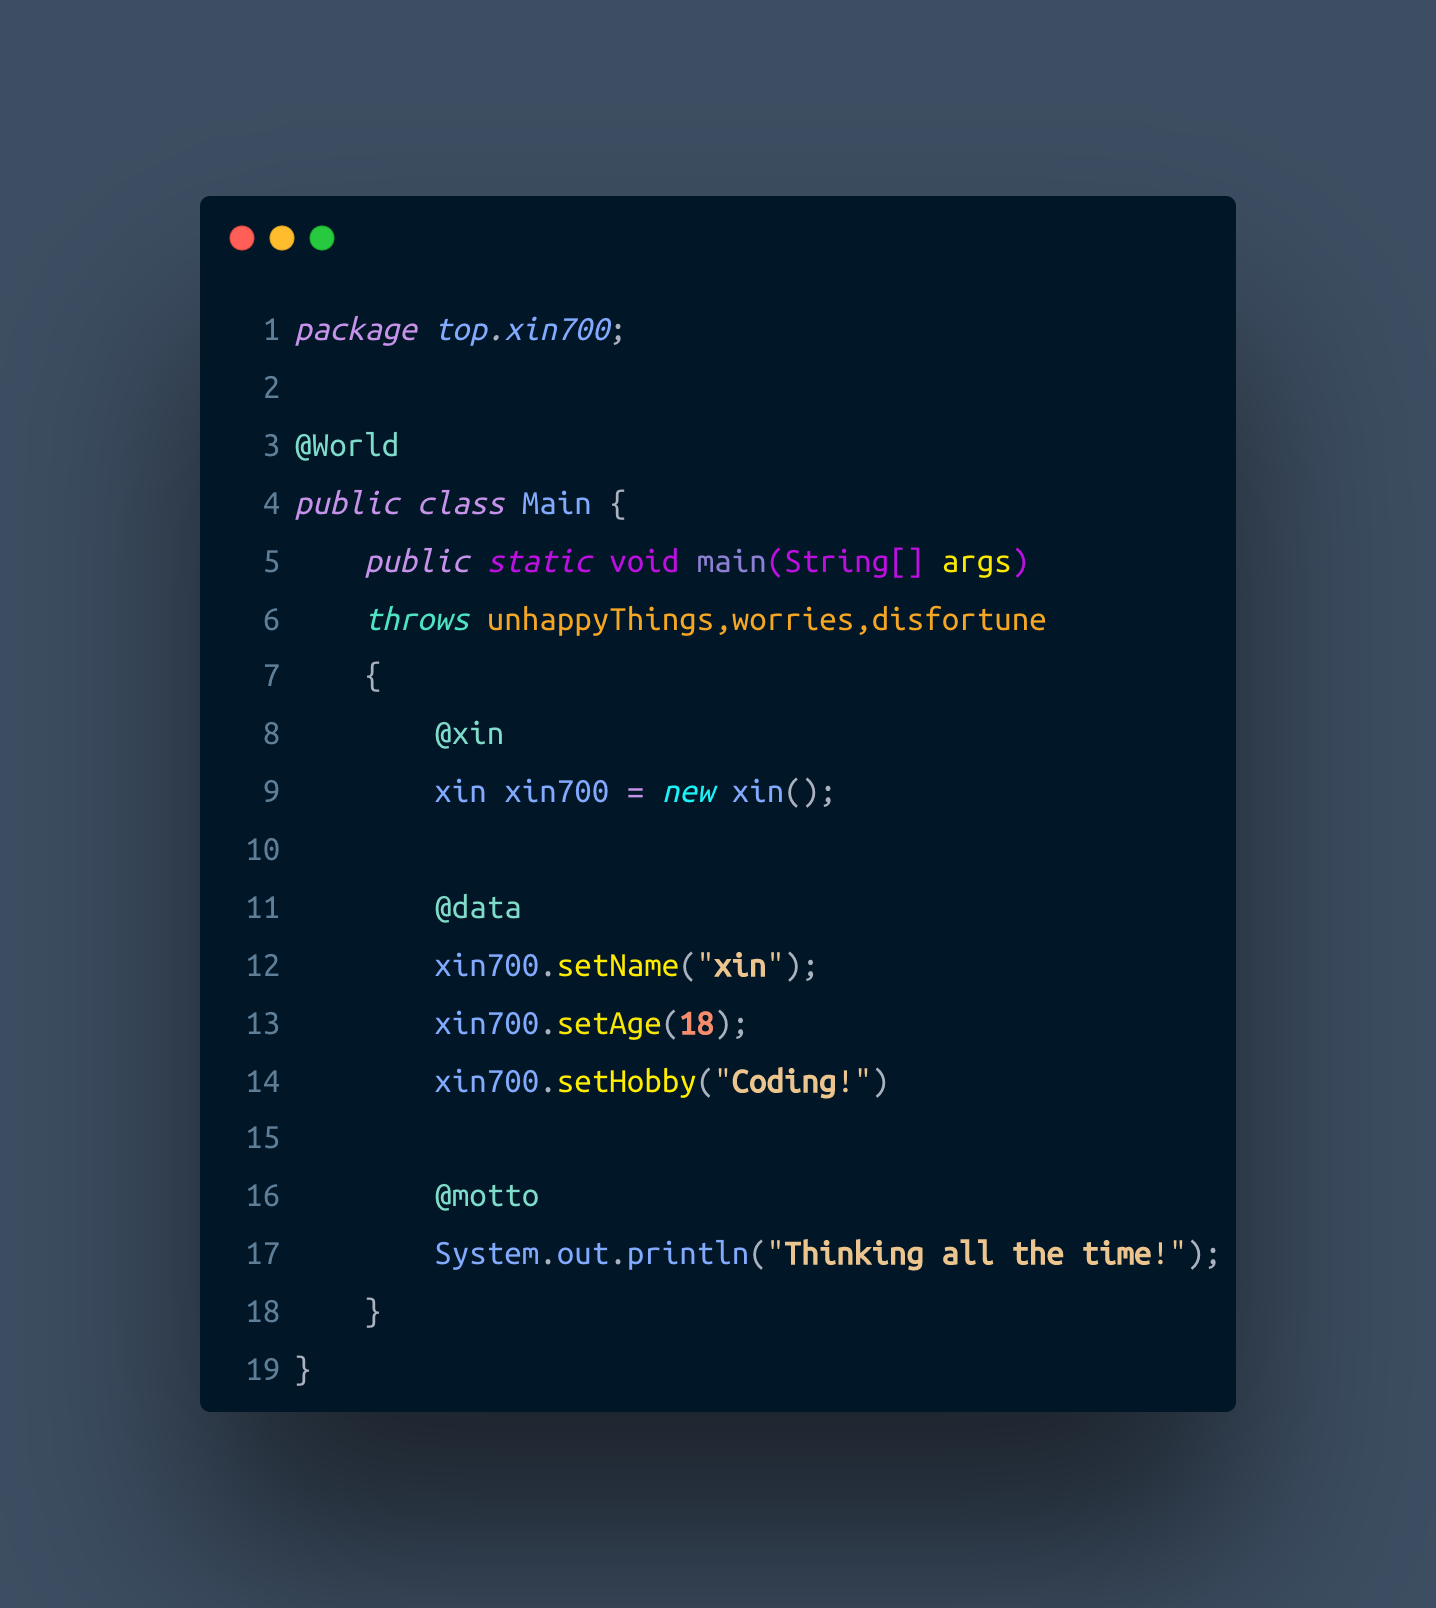 1 package top.xin700;
2
3 @World
4 public class Main {
5     public static void main(String[] args)
6     throws unhappyThings,worries,disfortune
7     {
8         @xin
9         xin xin700 = new xin();
10
11         @data
12         xin700.setName("xin");
13         xin700.setAge(18);
14         xin700.setHobby("Coding!")
15
16         @motto
17         System.out.println("Thinking all the time!");
18     }
19 }